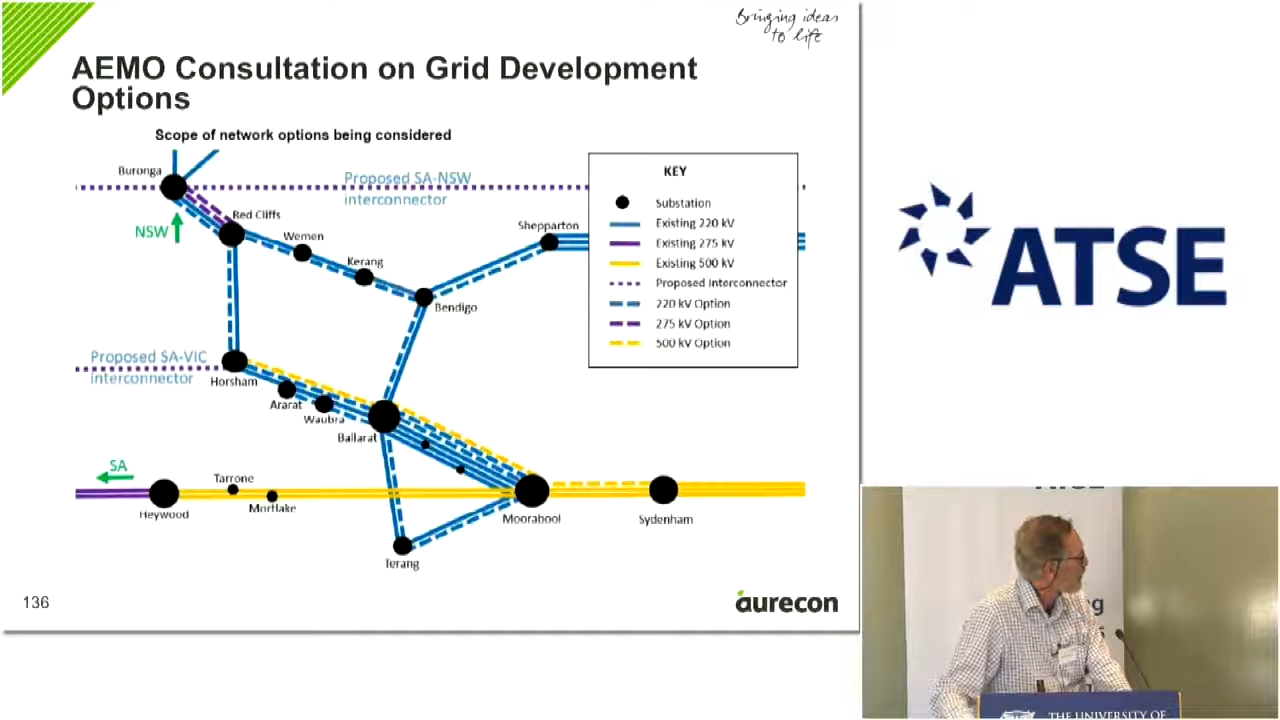 Bringing ideas
to life
AEMO Consultation on Grid Development
Options
Scope of network options being considered
Buronga
Proposed SA-NSW
interconnector
NSW
Red Cliffs
Wemen
Kerang
Shepparton
Bendigo
KEY
Substation
Existing 220 kV
Existing 275 kV
Existing 500 kV
Proposed Interconnector
220 kV Option
275 kV Option
500 kV Option
Proposed SA-VIC
interconnector
Horsham
Ararat
Waubra
Ballarat
SA
Tarrone
Heywood
Mortlake
Moorabool
Sydenham
Terang
136
aurecon
ATSE
THE UNIVERSITY OF